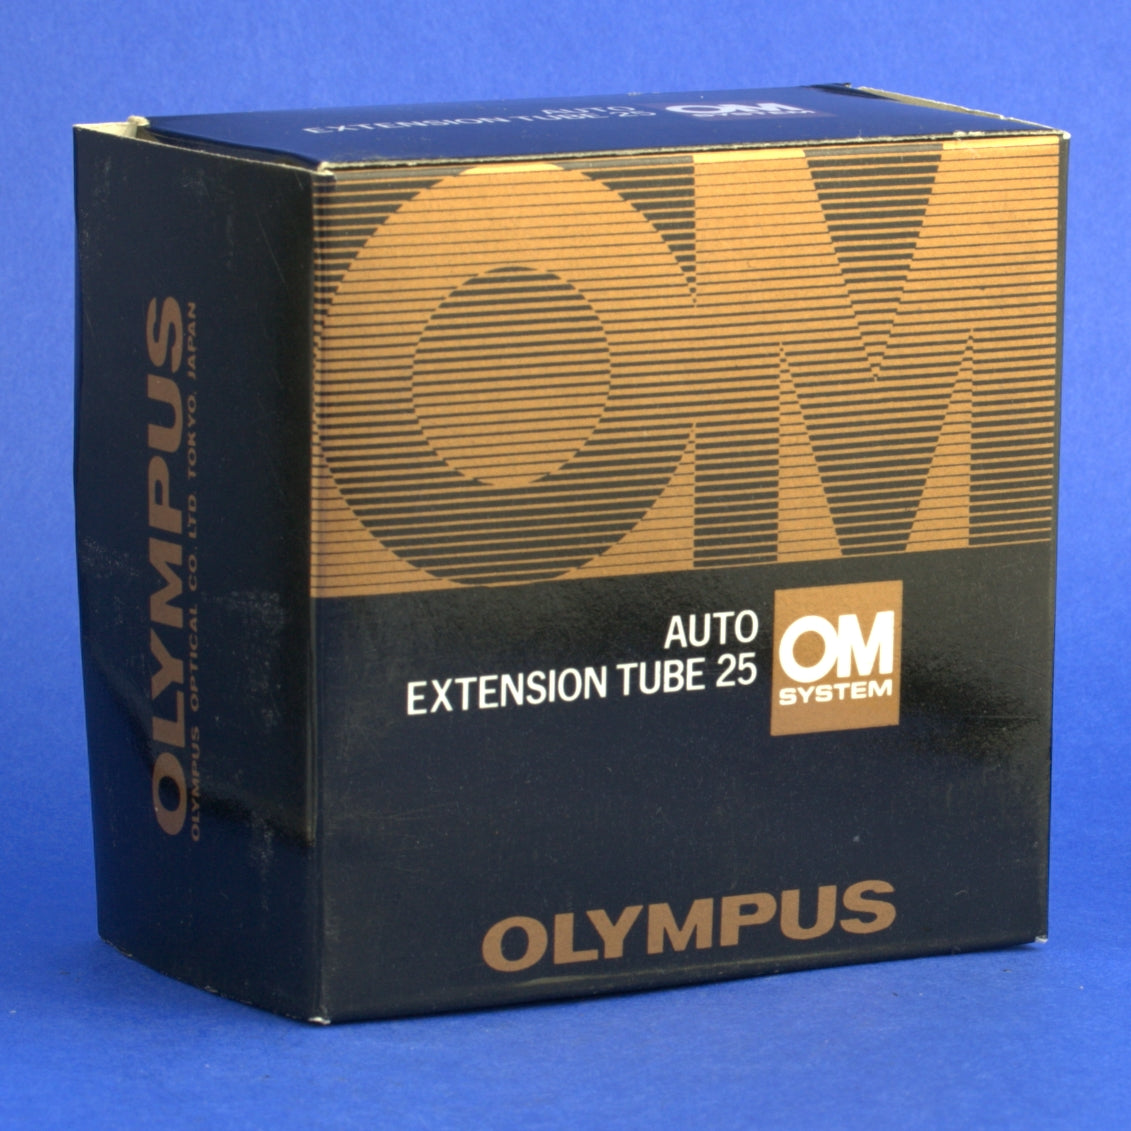 AUTO
EXTENSION TUBE 25
OM
SYSTEM
OM
AUTO
EXTENSION TUBE 25
OM
SYSTEM
OLYMPUS
OLYMPUS
OLYMPUS OPTICAL CO., LTD. TOKYO, JAPAN